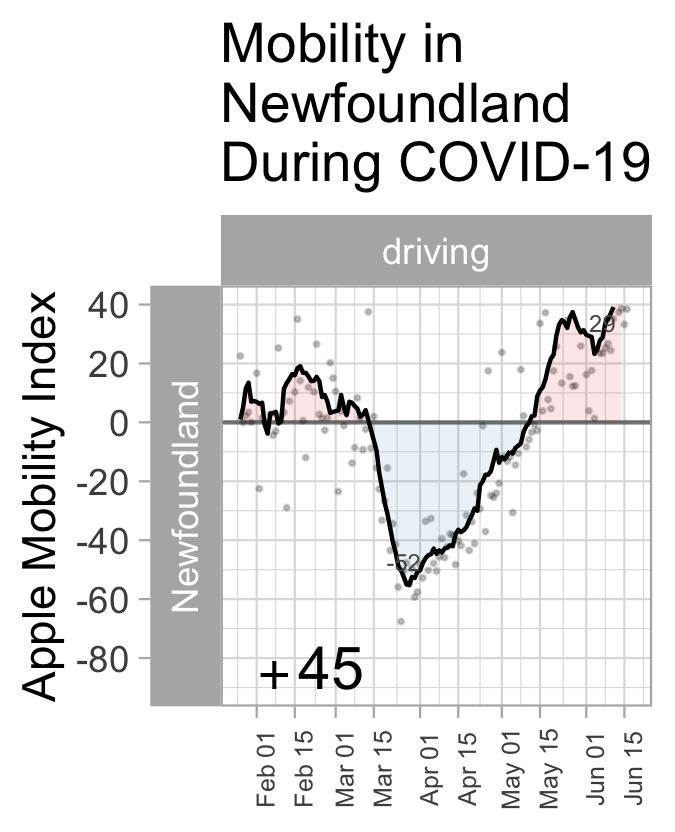 Mobility in
Newfoundland
During COVID-19
driving
Apple Mobility Index
Newfoundland
40
20
0
-20
-40
-60
-80
29
-52
+45
Feb 01
Feb 15
Mar 01
Mar 15
Apr 01
Apr 15
May 01
May 15
Jun 01
Jun 15